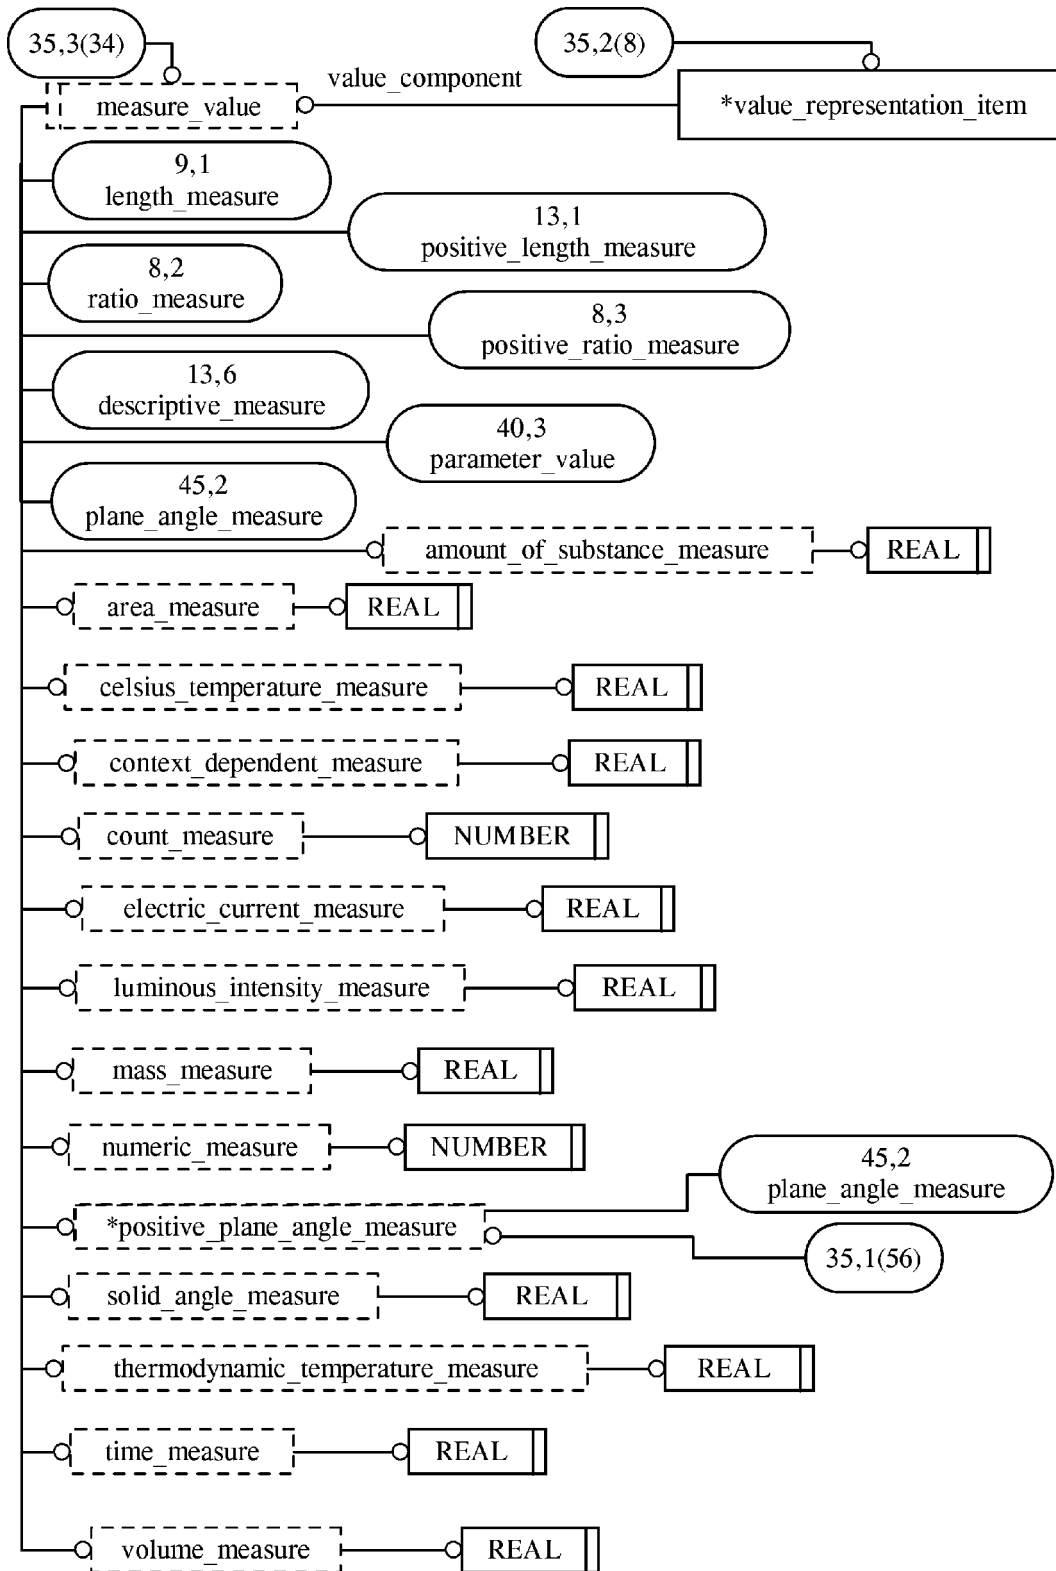 35,3(34)
35,2(8)
value_component
measure_value
*value_representation_item
9,1
length_measure
13,1
positive_length_measure
8,2
ratio_measure
8,3
positive_ratio_measure
13,6
descriptive_measure
40,3
parameter_value
45,2
plane_angle_measure
amount_of_substance_measure
REAL
area_measure
REAL
celsius_temperature_measure
REAL
context_dependent_measure
REAL
count_measure
NUMBER
electric_current_measure
REAL
luminous_intensity_measure
REAL
mass_measure
REAL
numeric_measure
NUMBER
45,2
plane_angle_measure
*positive_plane_angle_measure
35,1(56)
solid_angle_measure
REAL
thermodynamic_temperature_measure
REAL
time_measure
REAL
volume_measure
REAL